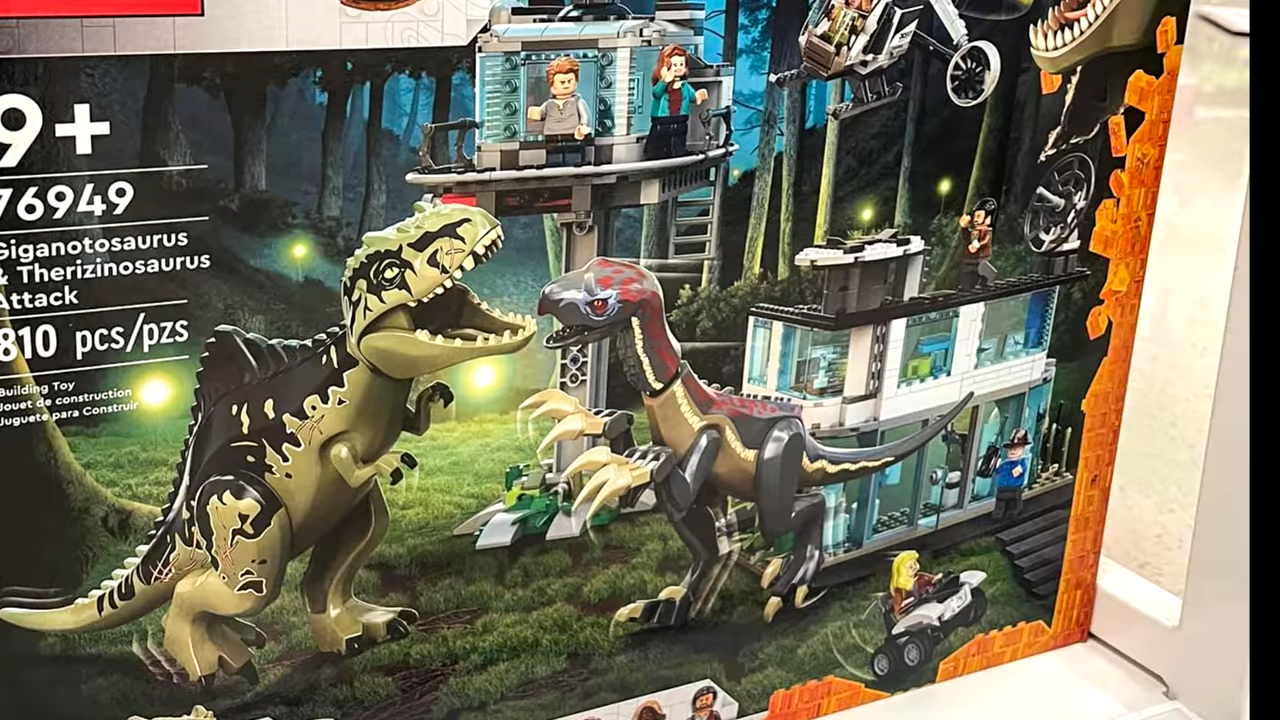 9+
76949
Giganotosaurus
& Therizinosaurus
Attack
810 pcs/pzs
Building Toy
Jouet de construction
Juguete para Construir